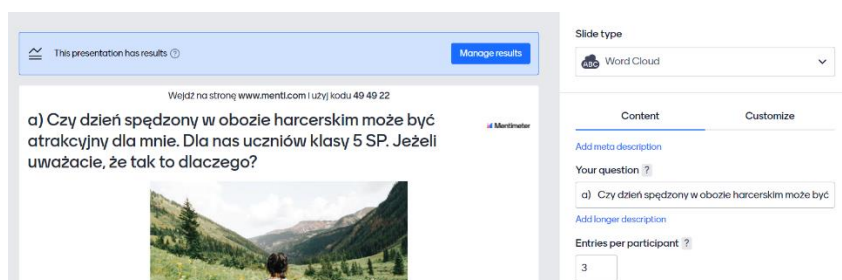 This presentation has results ?
Manage results
Wejdź na stronę www.menti.com i użyj kodu 49 49 22
a) Czy dzień spędzony w obozie harcerskim może być
atrakcyjny dla mnie. Dla nas uczniów klasy 5 SP. Jeżeli
uważacie, że tak to dlaczego?
Mentimeter
Slide type
ABC Word Cloud
Content Customize
Add meta description
Your question ?
a) Czy dzień spędzony w obozie harcerskim może być
Add longer description
Entries per participant ?
3